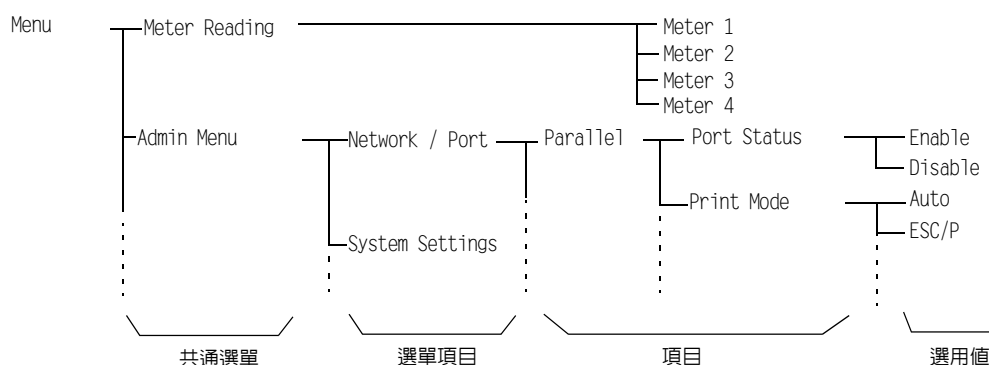 Menu
Meter Reading
Meter 1
Meter 2
Meter 3
Meter 4
Admin Menu
Network / Port
Parallel
Port Status
Enable
Disable
Print Mode
Auto
ESC/P
System Settings
共通選單
選單項目
項目
選用值